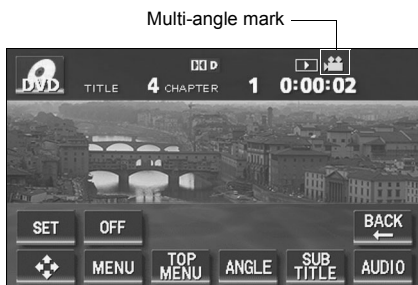 Multi-angle mark
DVD TITLE 4 CHAPTER DD D 1 0:00:02
SET OFF BACK
MENU TOP MENU ANGLE SUB TITLE AUDIO